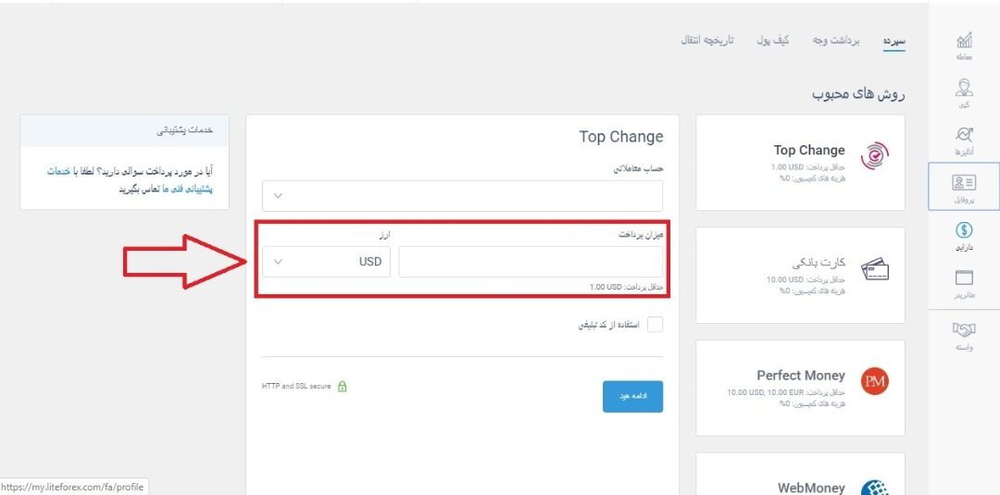 سپرده
برداشت وجه
کیف پول
تاریخچه انتقال
معامله
کپی
آنالیزها
پروفایل
دارایی
متاتریدر
وابسته
روش های محبوب
Top Change
حداقل پرداخت: 1.00 USD
هزینه های کمیسیون: 0%
کارت بانکی
حداقل پرداخت: 10.00 USD
هزینه های کمیسیون: 0%
Perfect Money
حداقل پرداخت: 10.00 USD, 10.00 EUR
هزینه های کمیسیون: 0%
WebMoney
Top Change
حساب معاملاتی
میزان پرداخت
ارز
USD
حداقل پرداخت: 1.00 USD
استفاده از کد تبلیغی
ادامه هید
HTTP and SSL secure
خدمات پشتیبانی
آیا در مورد پرداخت سوالی دارید؟ لطفا با خدمات
پشتیبانی فنی ما تماس بگیرید
https://my.liteforex.com/fa/profile